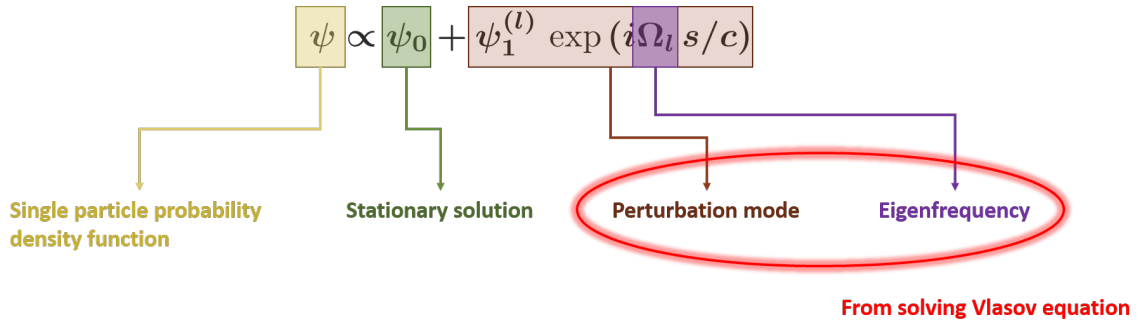 ψ ∝ ψ₀ + ψ₁⁽ˡ⁾ exp (iΩₗ s/c)
Single particle probability
density function
Stationary solution
Perturbation mode
Eigenfrequency
From solving Vlasov equation